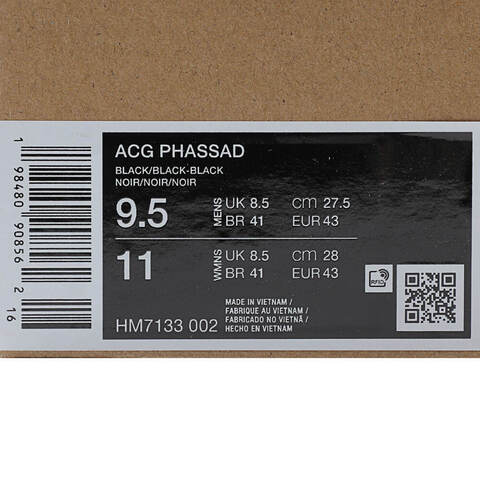 ACG PHASSAD
BLACK/BLACK-BLACK
NOIR/NOIR/NOIR
9.5 MENS UK 8.5 cm 27.5
BR 41 EUR 43
11 WMNS UK 8.5 cm 28
BR 41 EUR 43
MADE IN VIETNAM /
FABRIQUE AU VIETNAM /
FABRICADO NO VIETNÃ /
HECHO EN VIETNAM
HM7133 002
RFID
1 98480 90856 2 16